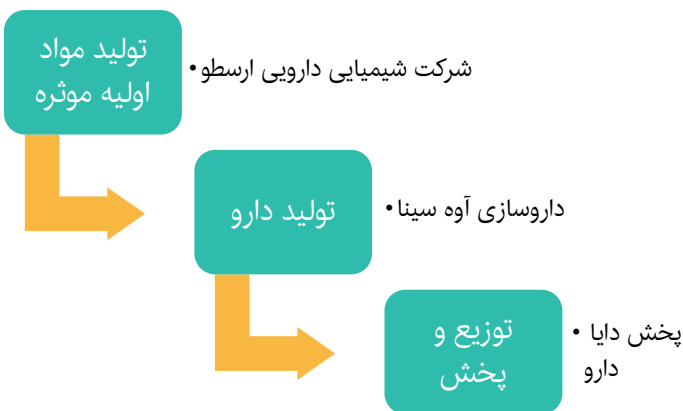 تولید مواد
اولیه موثره
• شرکت شیمیایی دارویی ارسطو
تولید دارو
• داروسازی آوه سینا
توزیع و
پخش
• پخش دایا
دارو